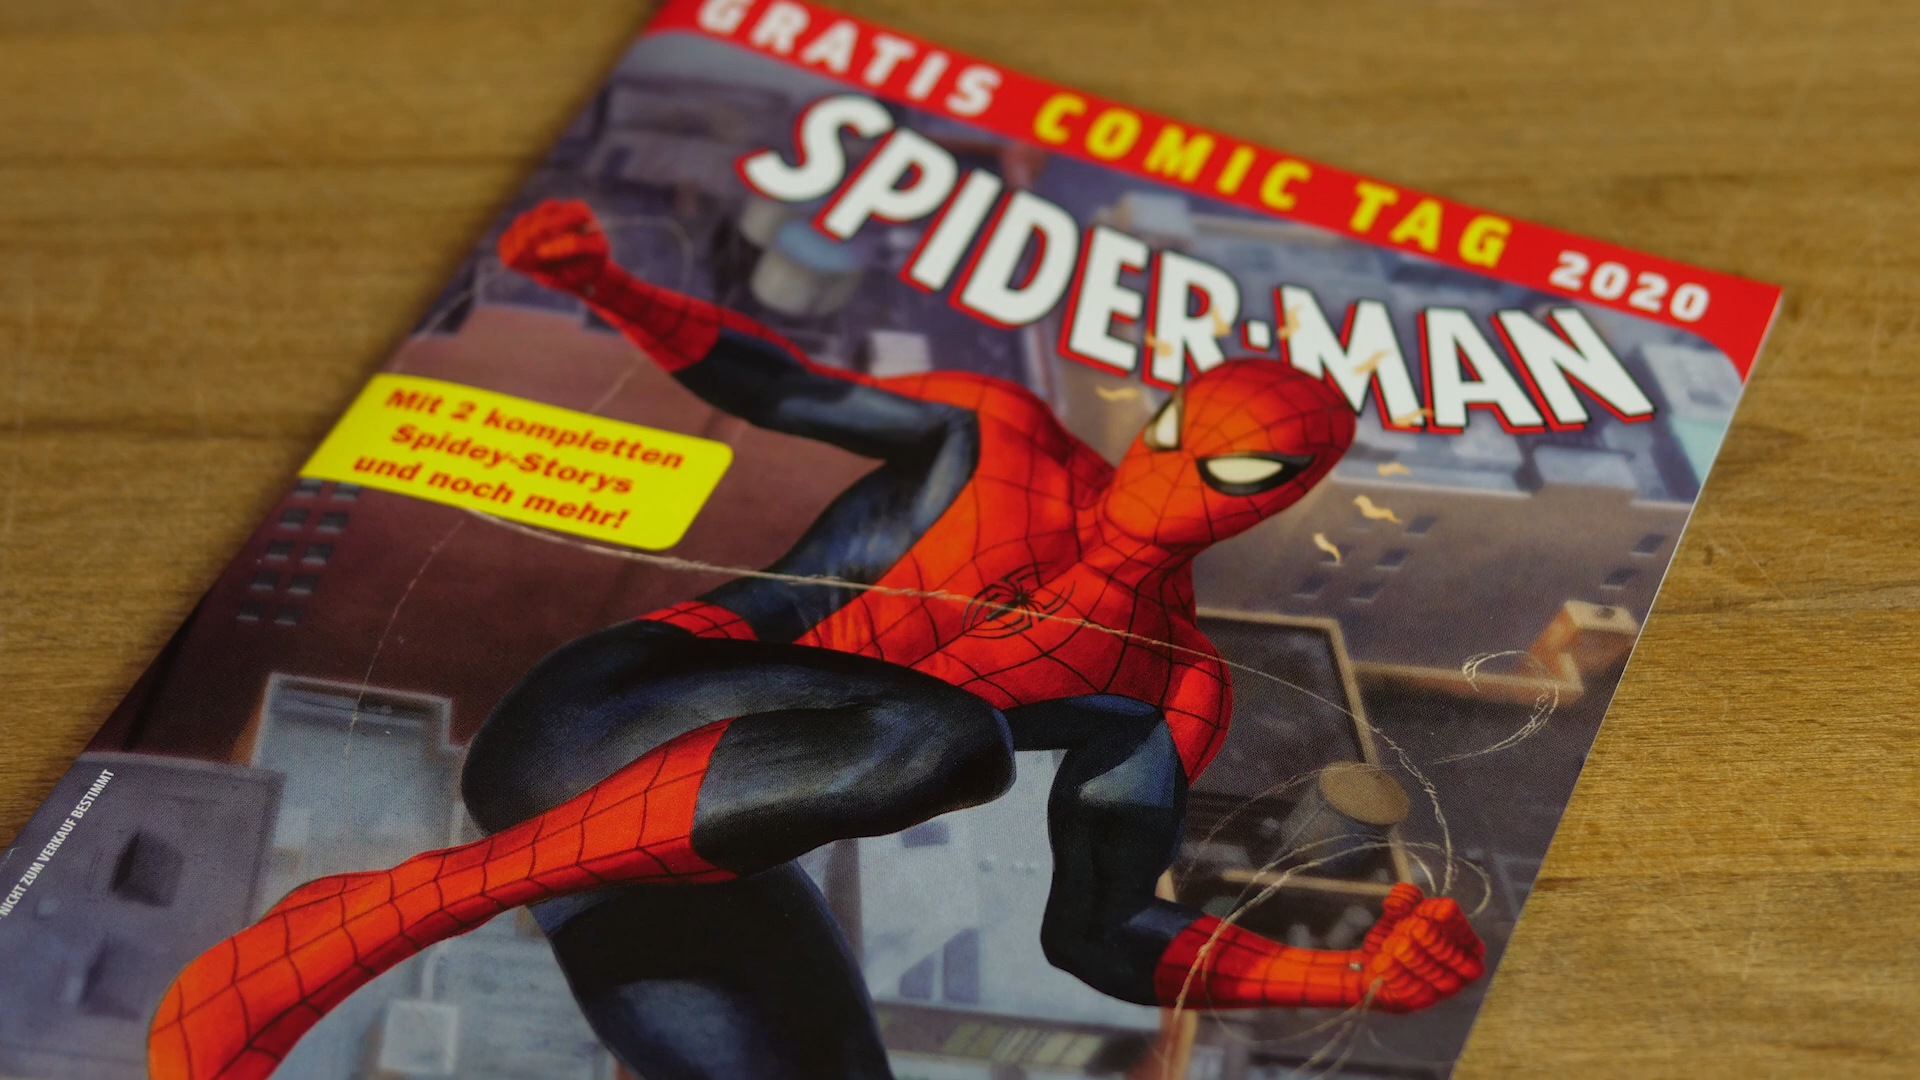 GRATIS COMIC TAG 2020
SPIDER-MAN
Mit 2 kompletten
Spidey-Storys
und noch mehr!
NICHT ZUM VERKAUF BESTIMMT